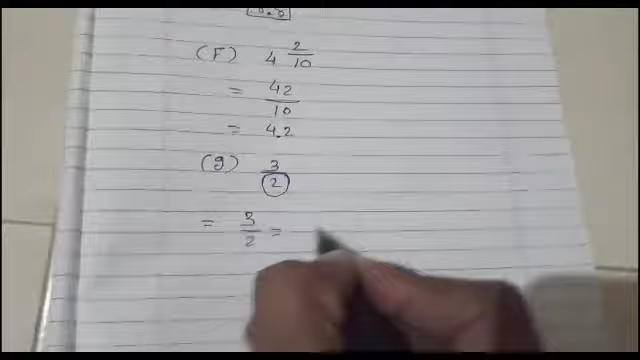 (F) 4 2/10
= 42/10
= 4.2
(g) 3/2
= 3/2 =